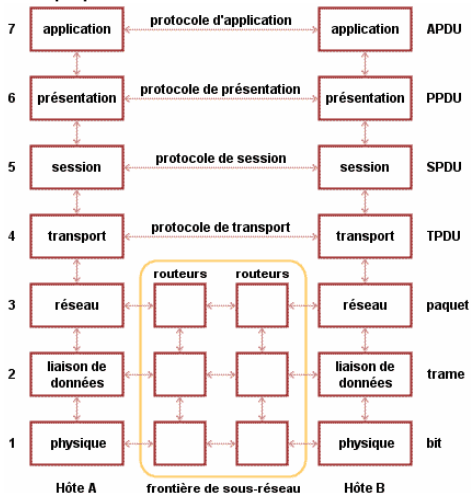 7 application protocole d'application application APDU
6 présentation protocole de présentation présentation PPDU
5 session protocole de session session SPDU
4 transport protocole de transport transport TPDU
routeurs routeurs
3 réseau réseau paquet
2 liaison de données liaison de données trame
1 physique physique bit
Hôte A frontière de sous-réseau Hôte B